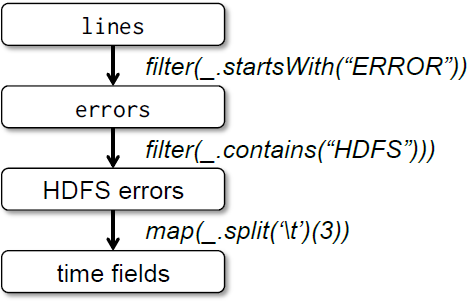 lines
filter(_.startsWith(“ERROR”))
errors
filter(_.contains(“HDFS”)))
HDFS errors
map(_.split(‘\t’)(3))
time fields